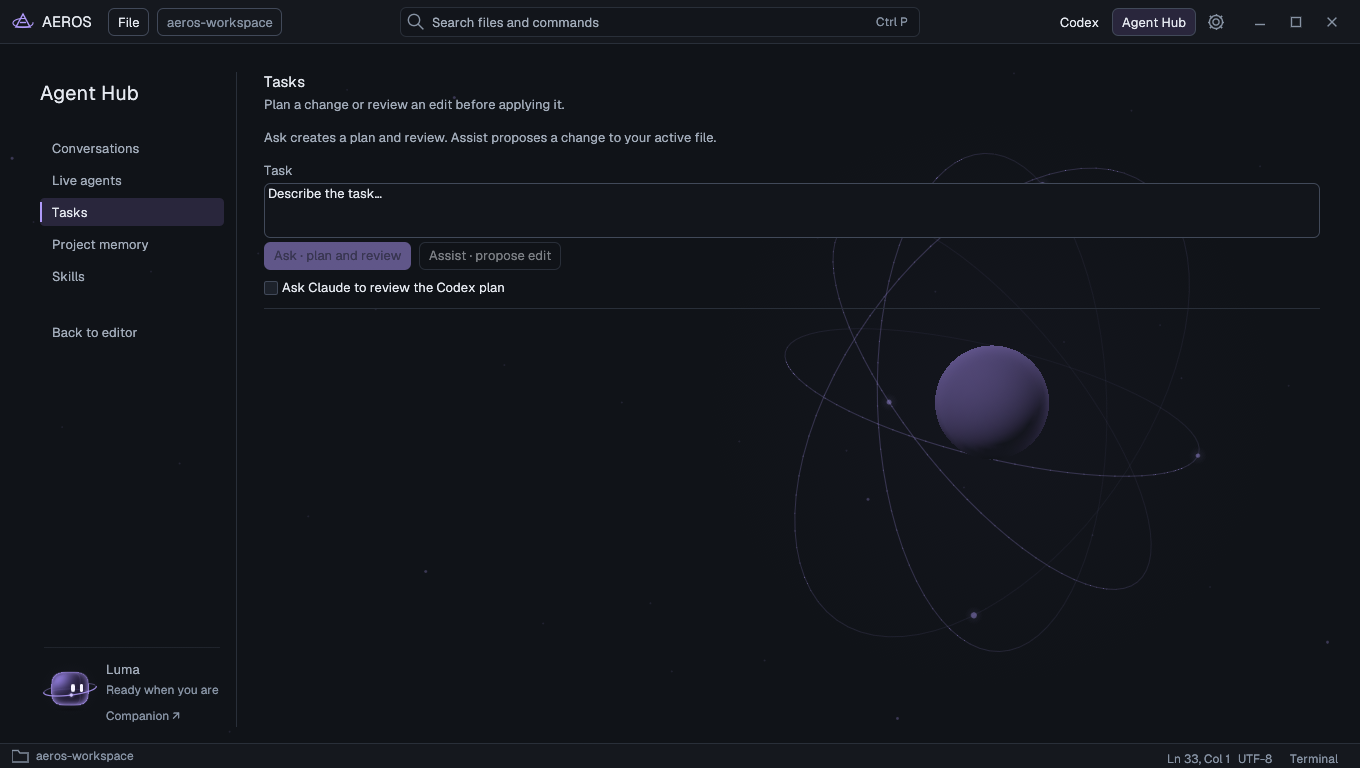 AEROS File aeros-workspace Search files and commands Ctrl P Codex Agent Hub
Agent Hub
Conversations
Live agents
Tasks
Project memory
Skills
Back to editor
Luma
Ready when you are
Companion ↗
Tasks
Plan a change or review an edit before applying it.
Ask creates a plan and review. Assist proposes a change to your active file.
Task
Describe the task…
Ask · plan and review Assist · propose edit
Ask Claude to review the Codex plan
aeros-workspace Ln 33, Col 1 UTF-8 Terminal